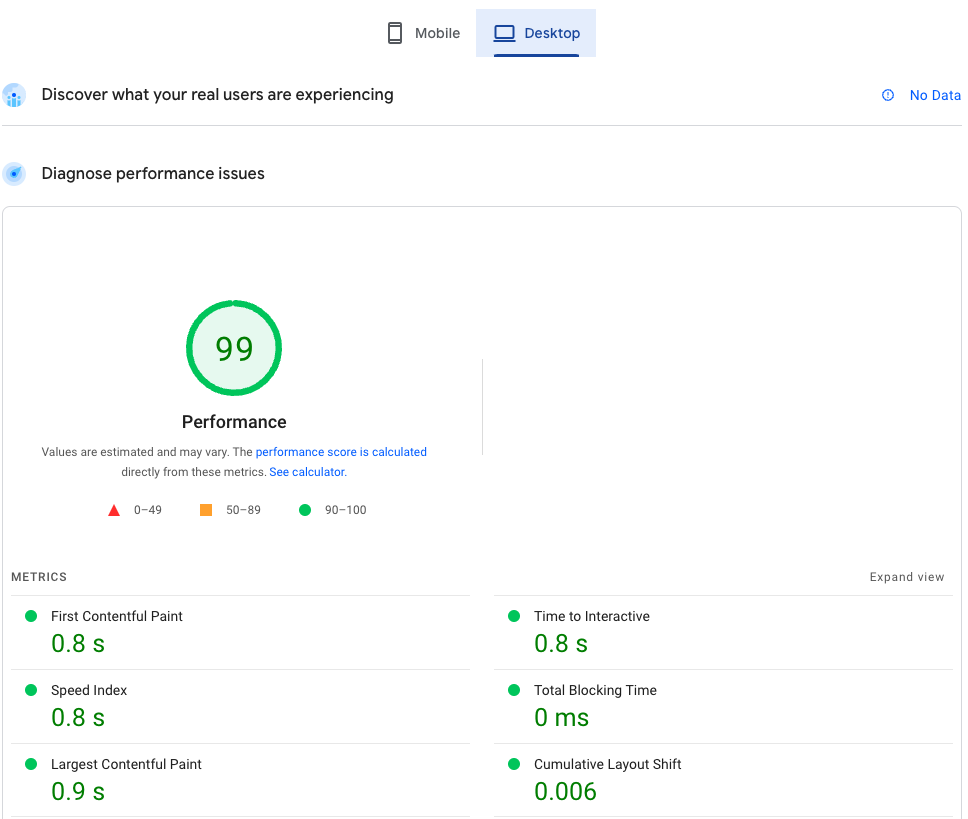 Mobile
Desktop
Discover what your real users are experiencing
No Data
Diagnose performance issues
99
Performance
Values are estimated and may vary. The performance score is calculated
directly from these metrics. See calculator.
0–49
50–89
90–100
METRICS
Expand view
First Contentful Paint
0.8 s
Time to Interactive
0.8 s
Speed Index
0.8 s
Total Blocking Time
0 ms
Largest Contentful Paint
0.9 s
Cumulative Layout Shift
0.006